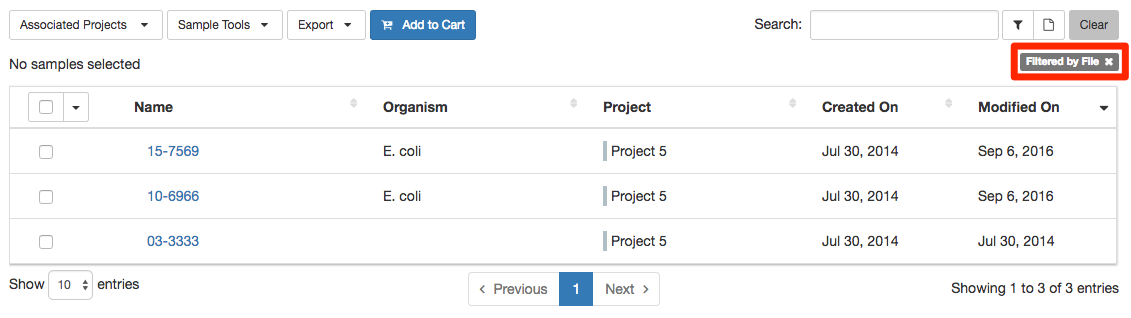 Associated Projects Sample Tools Export Add to Cart Search: Clear
No samples selected Filtered by File ×
Name Organism Project Created On Modified On
15-7569 E. coli Project 5 Jul 30, 2014 Sep 6, 2016
10-6966 E. coli Project 5 Jul 30, 2014 Sep 6, 2016
03-3333 Project 5 Jul 30, 2014 Jul 30, 2014
Show 10 entries Previous 1 Next Showing 1 to 3 of 3 entries